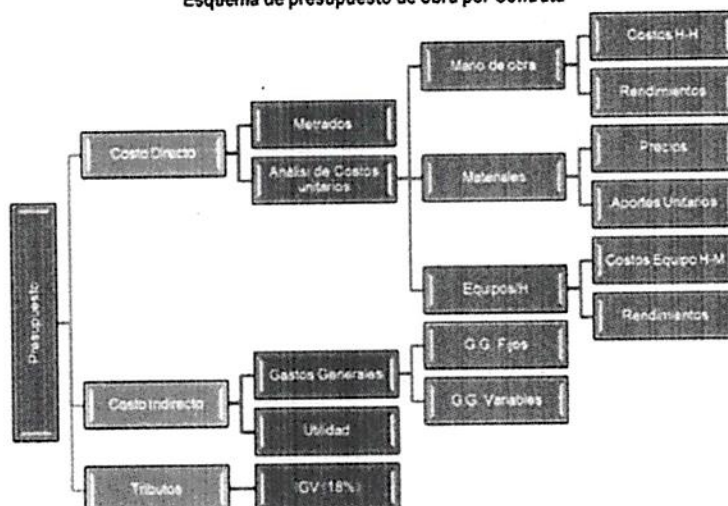 Esquema de presupuesto de obra por Contrata
Presupuesto
Costo Directo
Metrados
Análisi de Costos
unitarios
Mano de obra
Costos H-H
Rendimientos
Materiales
Precios
Aportes Unitarios
Equipos/H
Costos Equipo H-M
Rendimientos
Costo Indirecto
Gastos Generales
G.G. Fijos
G.G. Variables
Utilidad
Tributos
IGV (18%)